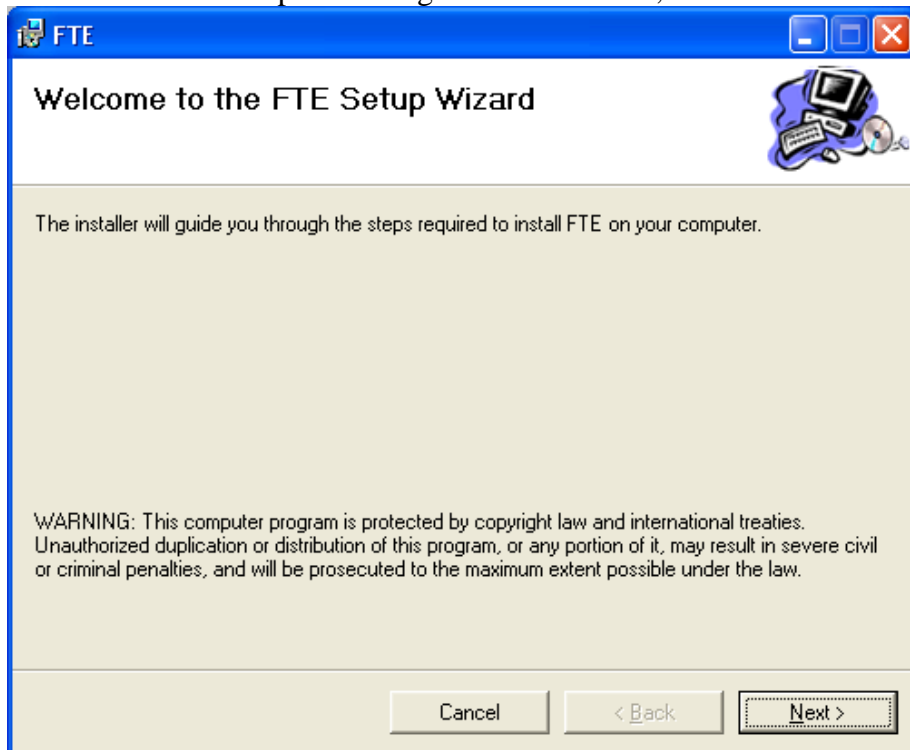 FTE
Welcome to the FTE Setup Wizard
The installer will guide you through the steps required to install FTE on your computer.
WARNING: This computer program is protected by copyright law and international treaties.
Unauthorized duplication or distribution of this program, or any portion of it, may result in severe civil
or criminal penalties, and will be prosecuted to the maximum extent possible under the law.
Cancel
< Back
Next >